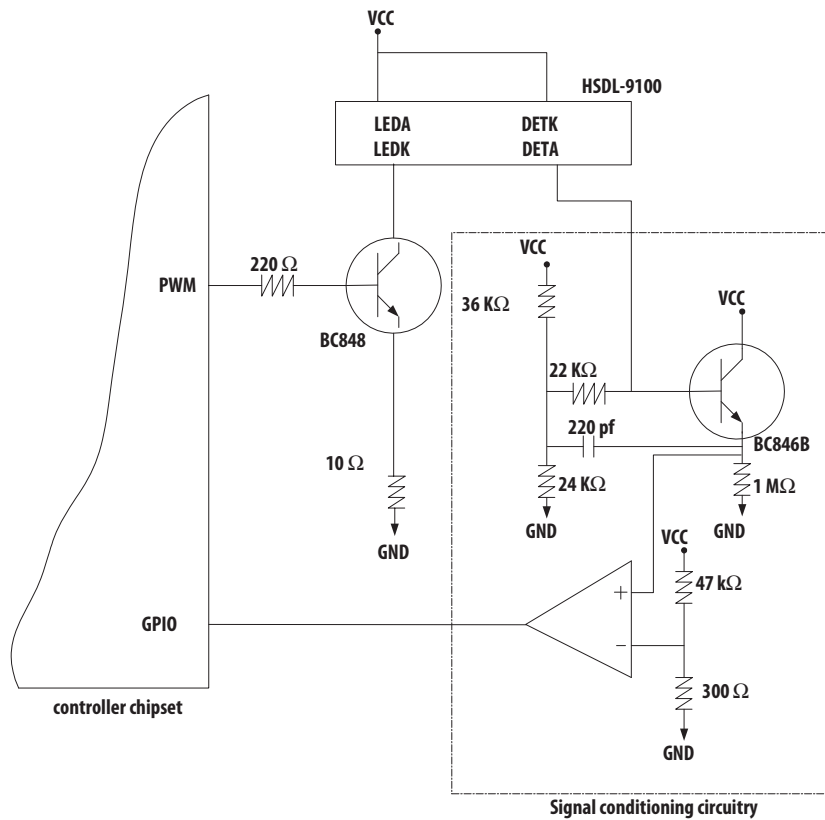 VCC
HSDL-9100
LEDA
DETK
LEDK
DETA
VCC
220 Ω
PWM
36 KΩ
VCC
BC848
22 KΩ
220 pf
BC846B
10 Ω
24 KΩ
1 MΩ
GND
VCC
GND
GND
+
47 kΩ
GPIO
–
300 Ω
controller chipset
GND
Signal conditioning circuitry